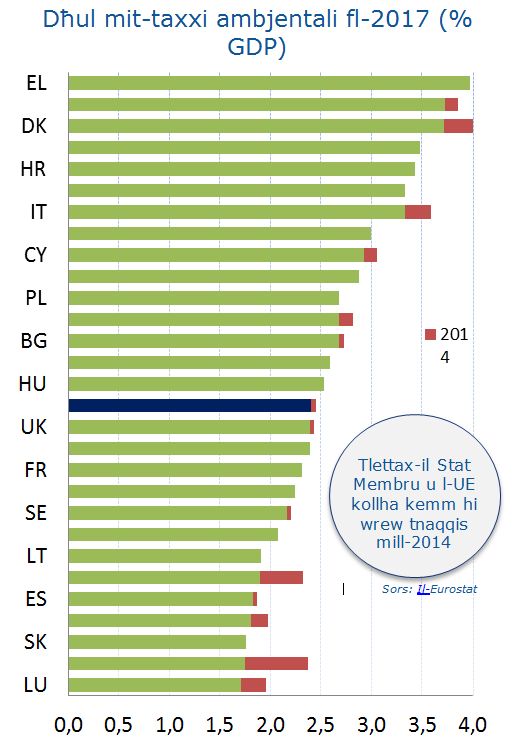 Dħul mit-taxxi ambjentali fl-2017 (%
GDP)
EL
DK
HR
IT
CY
PL
BG
HU
UK
FR
SE
LT
ES
SK
LU
201
4
Tlettax-il Stat
Membru u l-UE
kollha kemm hi
wrew tnaqqis
mill-2014
Sors: Il-Eurostat
0,0 0,5 1,0 1,5 2,0 2,5 3,0 3,5 4,0